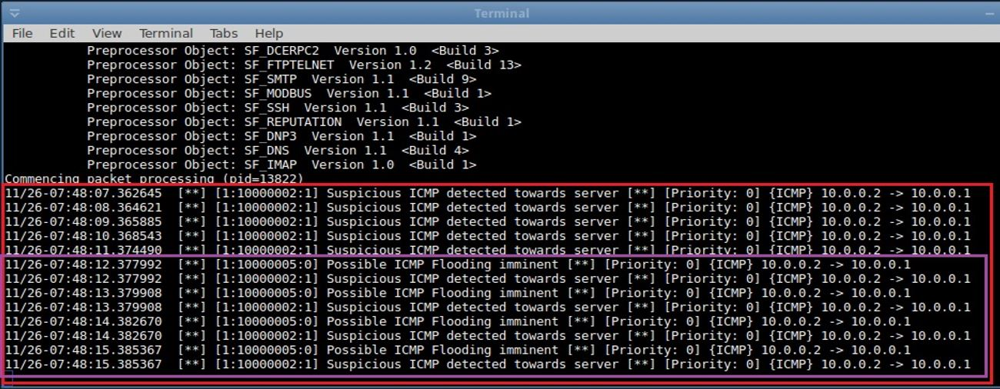 Terminal
File Edit View Terminal Tabs Help
Preprocessor Object: SF_DCERPC2 Version 1.0 <Build 3>
Preprocessor Object: SF_FTPTELNET Version 1.2 <Build 13>
Preprocessor Object: SF_SMTP Version 1.1 <Build 9>
Preprocessor Object: SF_MODBUS Version 1.1 <Build 1>
Preprocessor Object: SF_SSH Version 1.1 <Build 3>
Preprocessor Object: SF_REPUTATION Version 1.1 <Build 1>
Preprocessor Object: SF_DNP3 Version 1.1 <Build 1>
Preprocessor Object: SF_DNS Version 1.1 <Build 4>
Preprocessor Object: SF_IMAP Version 1.0 <Build 1>
Commencing packet processing (pid=13822)
11/26-07:48:07.362645 [**] [1:10000002:1] Suspicious ICMP detected towards server [**] [Priority: 0] {ICMP} 10.0.0.2 -> 10.0.0.1
11/26-07:48:08.364621 [**] [1:10000002:1] Suspicious ICMP detected towards server [**] [Priority: 0] {ICMP} 10.0.0.2 -> 10.0.0.1
11/26-07:48:09.365885 [**] [1:10000002:1] Suspicious ICMP detected towards server [**] [Priority: 0] {ICMP} 10.0.0.2 -> 10.0.0.1
11/26-07:48:10.368543 [**] [1:10000002:1] Suspicious ICMP detected towards server [**] [Priority: 0] {ICMP} 10.0.0.2 -> 10.0.0.1
11/26-07:48:11.374490 [**] [1:10000002:1] Suspicious ICMP detected towards server [**] [Priority: 0] {ICMP} 10.0.0.2 -> 10.0.0.1
11/26-07:48:12.377992 [**] [1:10000005:0] Possible ICMP Flooding imminent [**] [Priority: 0] {ICMP} 10.0.0.2 -> 10.0.0.1
11/26-07:48:12.377992 [**] [1:10000002:1] Suspicious ICMP detected towards server [**] [Priority: 0] {ICMP} 10.0.0.2 -> 10.0.0.1
11/26-07:48:13.379908 [**] [1:10000005:0] Possible ICMP Flooding imminent [**] [Priority: 0] {ICMP} 10.0.0.2 -> 10.0.0.1
11/26-07:48:13.379908 [**] [1:10000002:1] Suspicious ICMP detected towards server [**] [Priority: 0] {ICMP} 10.0.0.2 -> 10.0.0.1
11/26-07:48:14.382670 [**] [1:10000005:0] Possible ICMP Flooding imminent [**] [Priority: 0] {ICMP} 10.0.0.2 -> 10.0.0.1
11/26-07:48:14.382670 [**] [1:10000002:1] Suspicious ICMP detected towards server [**] [Priority: 0] {ICMP} 10.0.0.2 -> 10.0.0.1
11/26-07:48:15.385367 [**] [1:10000005:0] Possible ICMP Flooding imminent [**] [Priority: 0] {ICMP} 10.0.0.2 -> 10.0.0.1
11/26-07:48:15.385367 [**] [1:10000002:1] Suspicious ICMP detected towards server [**] [Priority: 0] {ICMP} 10.0.0.2 -> 10.0.0.1